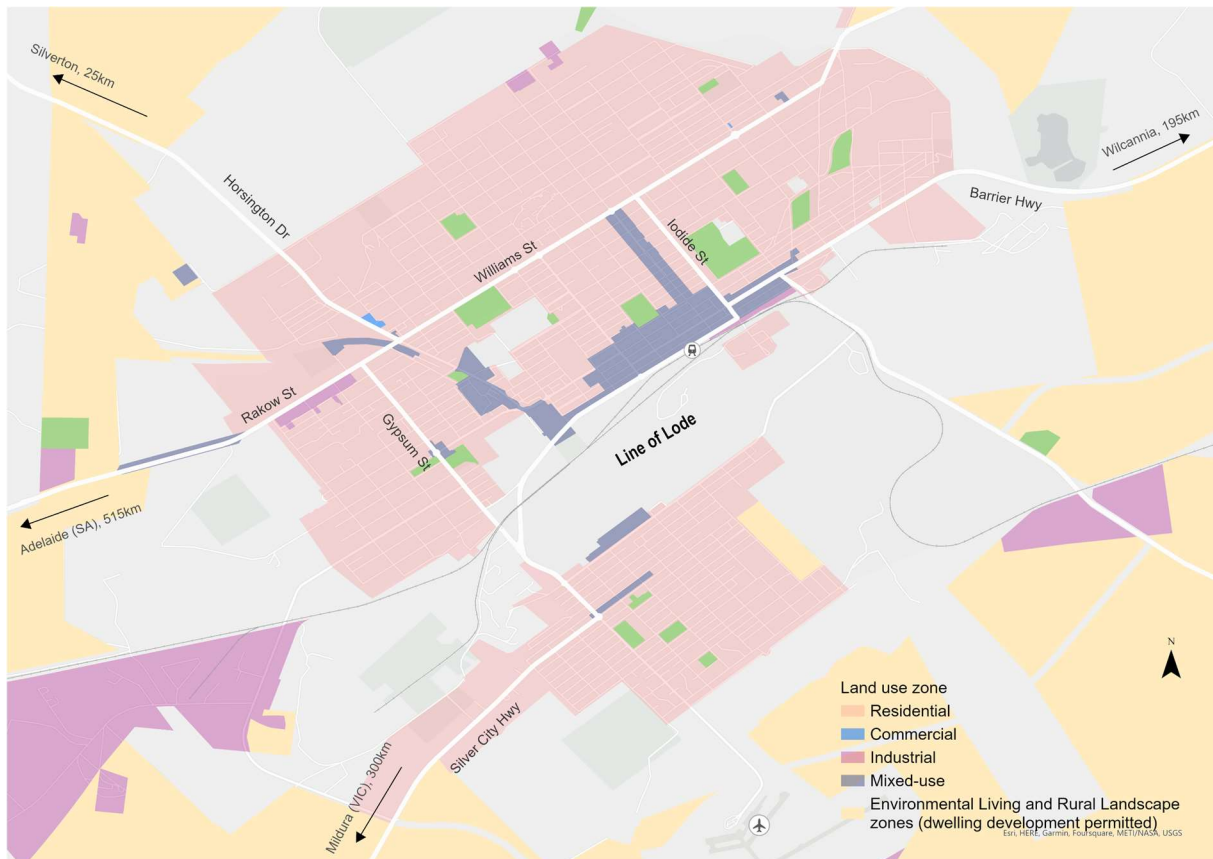 Silverton, 25km
Wilcannia, 195km
Horsington Dr
Barrier Hwy
Iodide St
Williams St
Rakow St
Gypsum St
Line of Lode
Adelaide (SA), 515km
N
Silver City Hwy
Mildura (VIC), 300km
Land use zone
Residential
Commercial
Industrial
Mixed-use
Environmental Living and Rural Landscape
zones (dwelling development permitted)
Esri, HERE, Garmin, Foursquare, METI/NASA, USGS